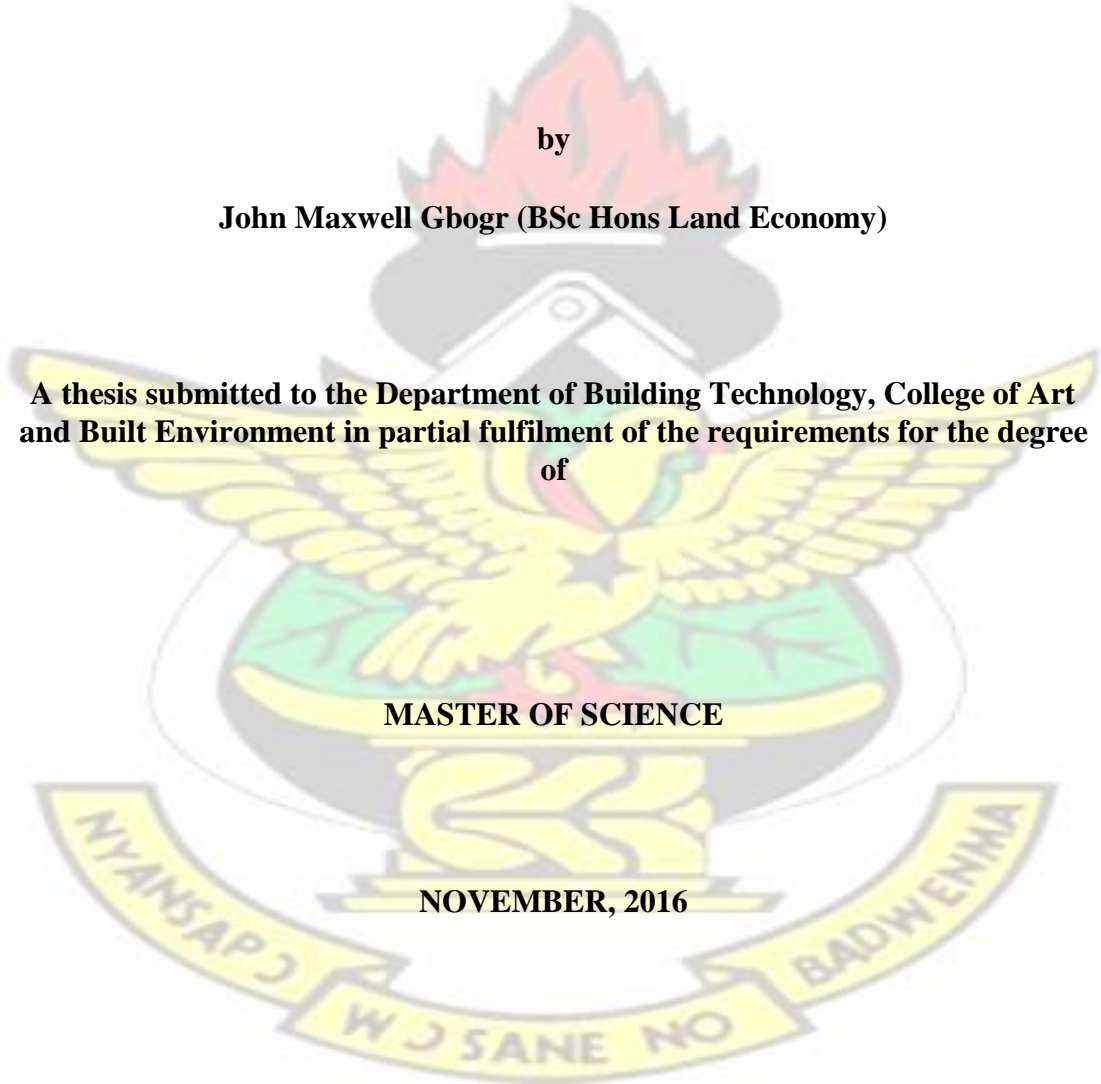 by
John Maxwell Gbogr (BSc Hons Land Economy)
A thesis submitted to the Department of Building Technology, College of Art
and Built Environment in partial fulfilment of the requirements for the degree
of
MASTER OF SCIENCE
NOVEMBER, 2016
NYANSAPƆ WƆSANE NO BADWENMA